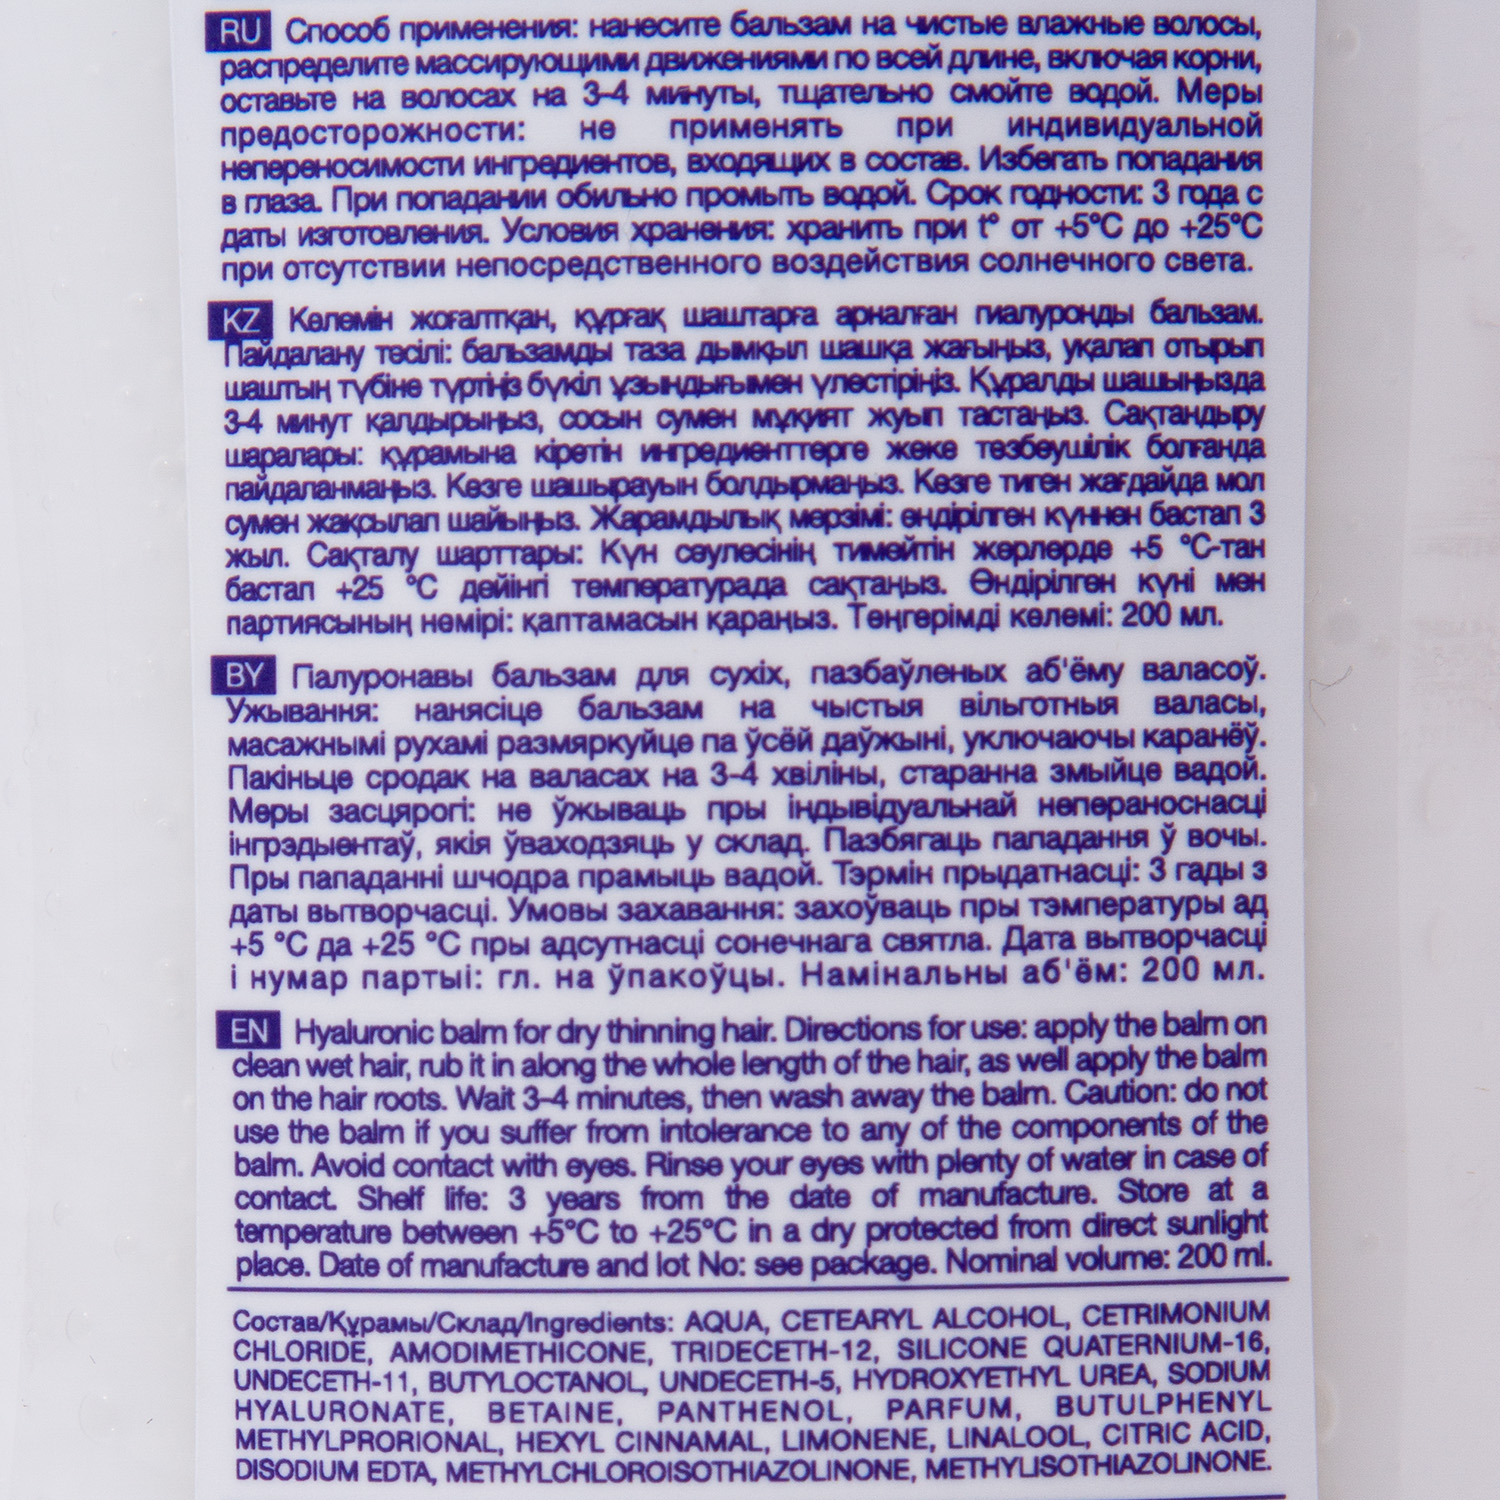 RU Способ применения: нанесите бальзам на чистые влажные волосы,
распределите массирующими движениями по всей длине, включая корни,
оставьте на волосах на 3–4 минуты, тщательно смойте водой. Меры
предосторожности: не применять при индивидуальной
непереносимости ингредиентов, входящих в состав. Избегать попадания
в глаза. При попадании обильно промыть водой. Срок годности: 3 года с
даты изготовления. Условия хранения: хранить при t° от +5°C до +25°C
при отсутствии непосредственного воздействия солнечного света.
KZ Көлемін жоғалтқан, құрғақ шаштарға арналған гиалуронды бальзам.
Пайдалану тәсілі: бальзамды таза дымқыл шашқа жағыңыз, уқалап отырып
шаштың түбіне түртіңіз бүкіл ұзындығымен үлестіріңіз. Құралды шашыңызда
3-4 минут қалдырыңыз, сосын сумен мұқият жуып тастаңыз. Сақтандыру
шаралары: құрамына кіретін ингредиенттерге жеке тезбеушілік болғанда
пайдаланмаңыз. Көзге шашырауын болдырмаңыз. Көзге тиген жағдайда мол
сумен жақсылап шайыңыз. Жарамдылық мерзімі: өндірілген күннен бастап 3
жыл. Сақталу шарттары: Күн сәулесінің тимейтін жерлерде +5 °C-тан
бастап +25 °C дейінгі температурада сақтаңыз. Өндірілген күні мен
партиясының нөмірі: қаптамасын қараңыз. Төңгерімді көлемі: 200 мл.
BY Гіалуронавы бальзам для сухіх, пазбаўленых аб'ёму валасоў.
Ужывання: нанясіце бальзам на чыстыя вільготныя валасы,
масажнымі рухамі размяркуйце па ўсёй даўжыні, уключаючы каранёў.
Пакіньце сродак на валасах на 3–4 хвіліны, старанна змыйце вадой.
Меры засцярогі: не ўжываць пры індывідуальнай непераноснасці
інгрэдыентаў, якія ўваходзяць у склад. Пазбягаць пападання ў вочы.
Пры пападанні шчодра прамыць вадой. Тэрмін прыдатнасці: 3 гады з
даты вытворчасці. Умовы захавання: захоўваць пры тэмпературы ад
+5 °C да +25 °C пры адсутнасці сонечнага святла. Дата вытворчасці
і нумар партыі: гл. на ўпакоўцы. Намінальны аб'ём: 200 мл.
EN Hyaluronic balm for dry thinning hair. Directions for use: apply the balm on
clean wet hair, rub it in along the whole length of the hair, as well apply the balm
on the hair roots. Wait 3–4 minutes, then wash away the balm. Caution: do not
use the balm if you suffer from intolerance to any of the components of the
balm. Avoid contact with eyes. Rinse your eyes with plenty of water in case of
contact. Shelf life: 3 years from the date of manufacture. Store at a
temperature between +5°C to +25°C in a dry protected from direct sunlight
place. Date of manufacture and lot No: see package. Nominal volume: 200 ml.
Состав/Құрамы/Склад/Ingredients: AQUA, CETEARYL ALCOHOL, CETRIMONIUM
CHLORIDE, AMODIMETHICONE, TRIDECETH-12, SILICONE QUATERNIUM-16,
UNDECETH-11, BUTYLOCTANOL, UNDECETH-5, HYDROXYETHYL UREA, SODIUM
HYALURONATE, BETAINE, PANTHENOL, PARFUM, BUTULPHENYL
METHYLPRORIONAL, HEXYL CINNAMAL, LIMONENE, LINALOOL, CITRIC ACID,
DISODIUM EDTA, METHYLCHLOROISOTHIAZOLINONE, METHYLISOTHIAZOLINONE.